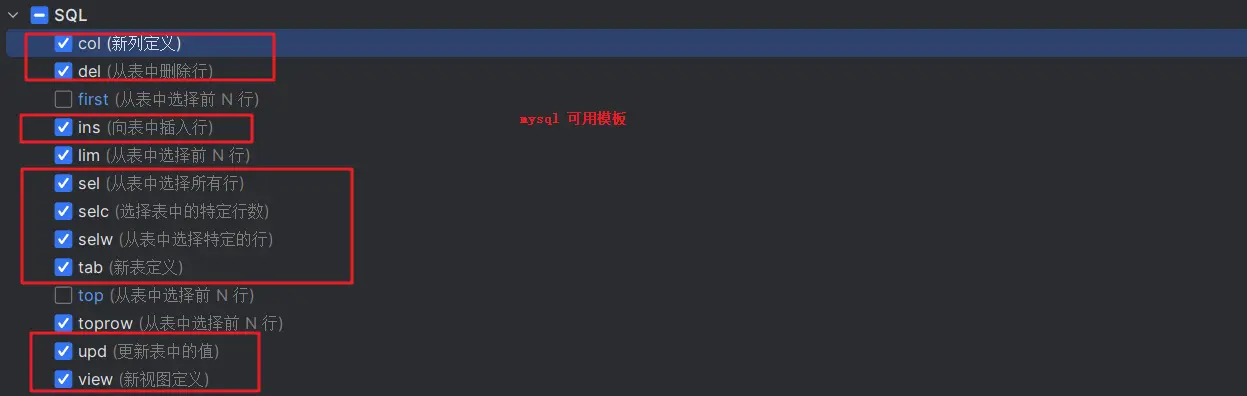 SQL
col (新列定义)
del (从表中删除行)
first (从表中选择前 N 行)
mysql 可用模板
ins (向表中插入行)
lim (从表中选择前 N 行)
sel (从表中选择所有行)
selc (选择表中的特定行数)
selw (从表中选择特定的行)
tab (新表定义)
top (从表中选择前 N 行)
toprow (从表中选择前 N 行)
upd (更新表中的值)
view (新视图定义)